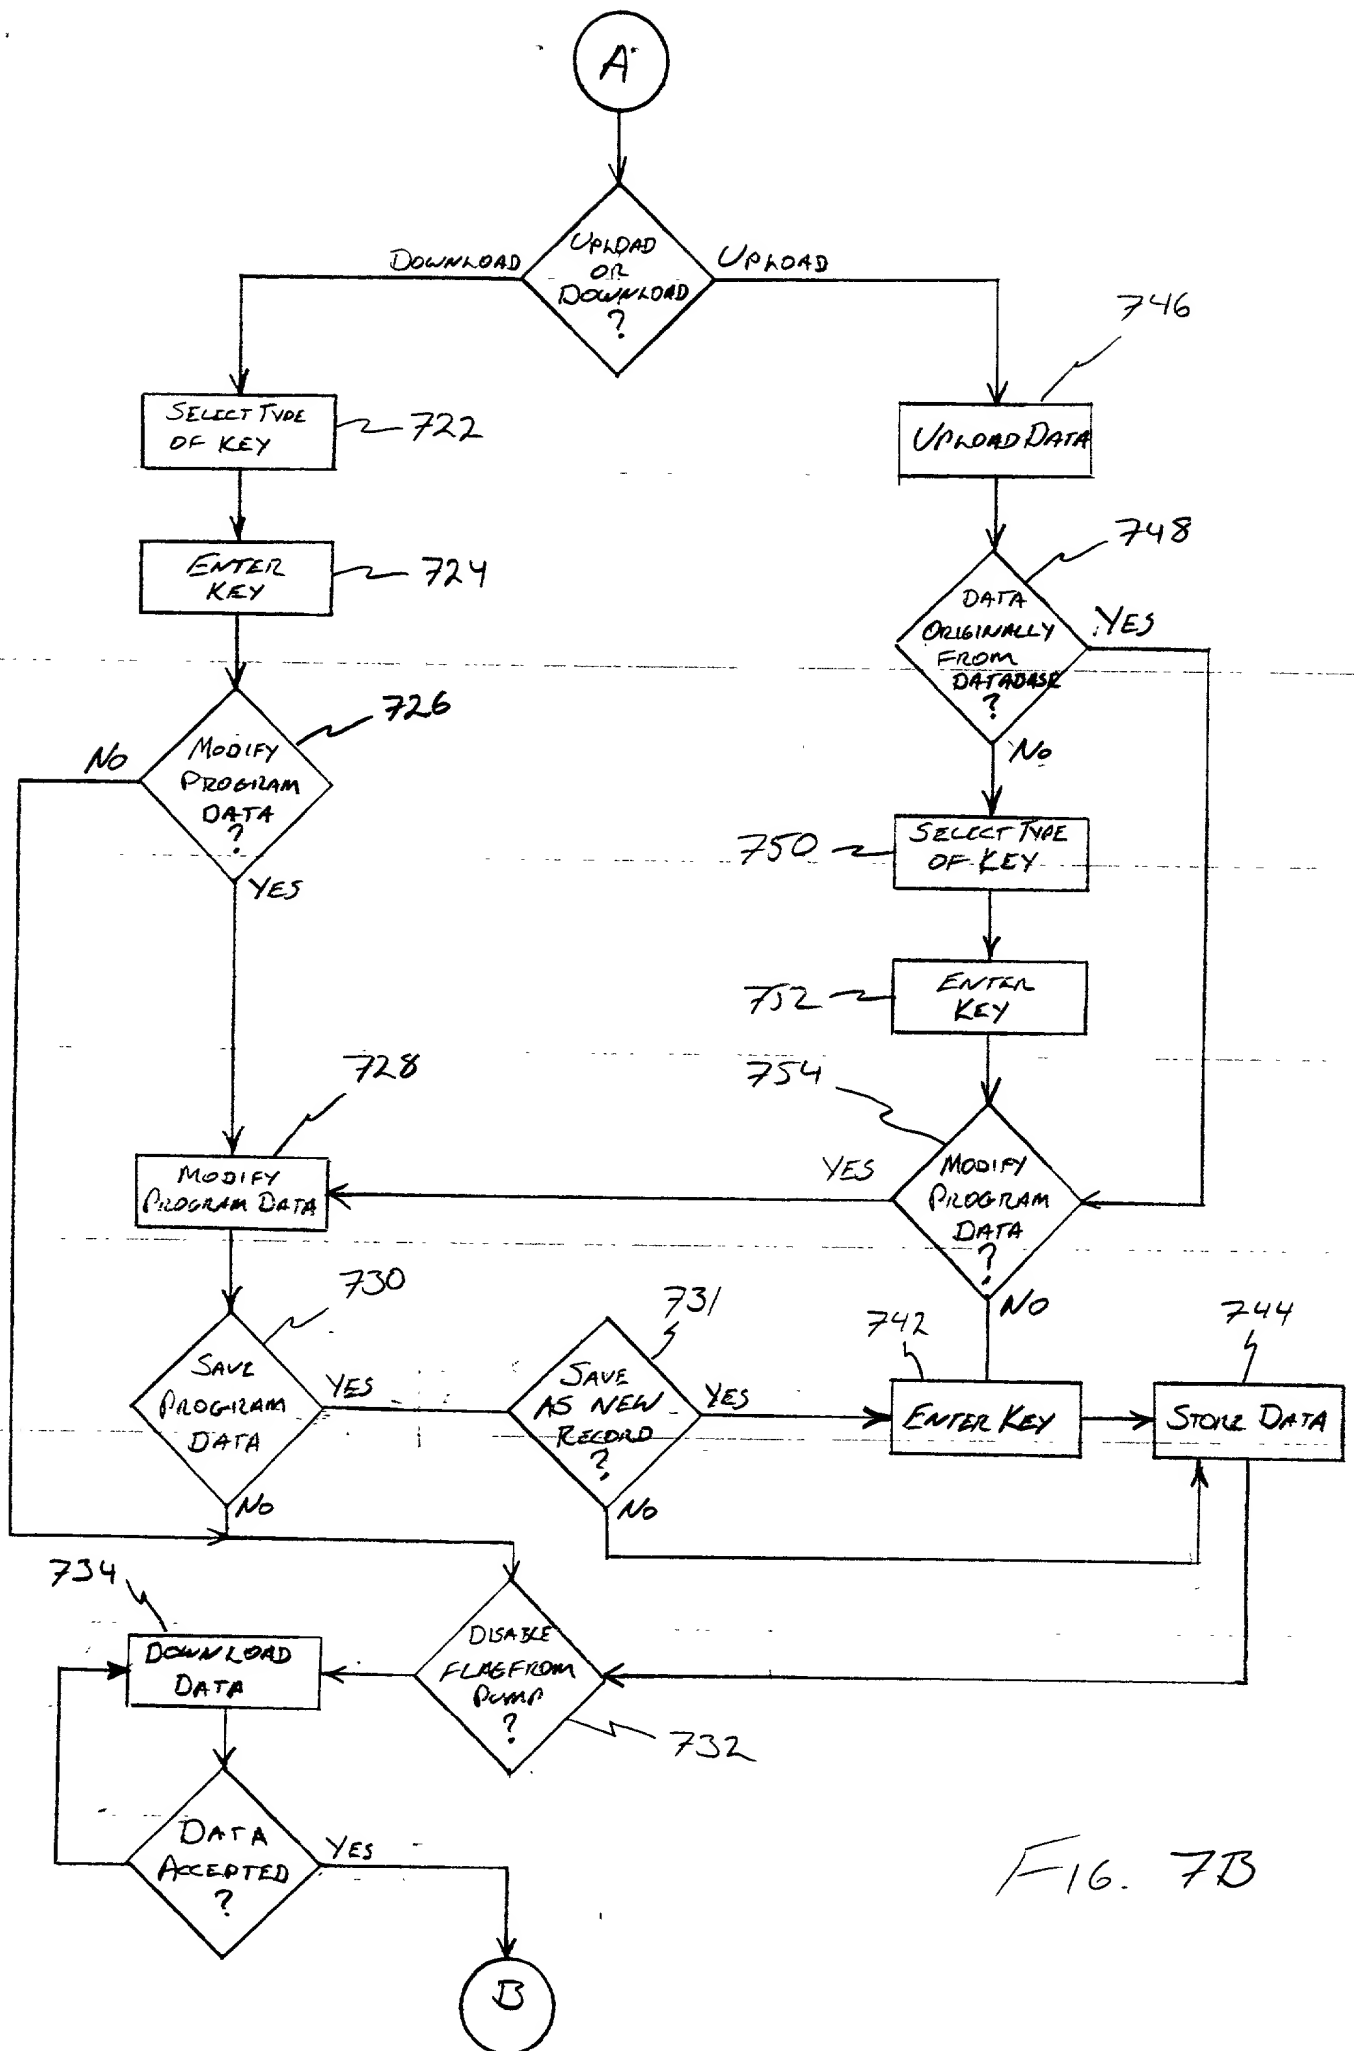 A
UPLOAD
OR
DOWNLOAD
?
DOWNLOAD
UPLOAD
746
SELECT TYPE
OF KEY
722
UPLOAD DATA
ENTER
KEY
724
748
DATA
ORIGINALLY
FROM
DATABASE
?
YES
NO
726
MODIFY
PROGRAM
DATA
?
NO
YES
750
SELECT TYPE
OF KEY
752
ENTER
KEY
728
754
MODIFY
PROGRAM DATA
YES
MODIFY
PROGRAM
DATA
?
NO
730
SAVE
PROGRAM
DATA
YES
NO
731
SAVE
AS NEW
RECORD
?
YES
NO
742
ENTER KEY
744
STORE DATA
734
DOWNLOAD
DATA
DISABLE
FLAG FROM
PUMP
?
732
DATA
ACCEPTED
?
YES
B
FIG. 7B